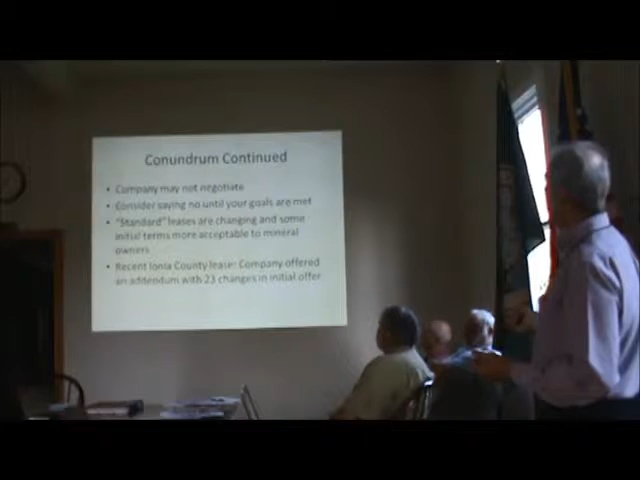 Conundrum Continued
• Company may not negotiate
• Consider saying no until your goals are met
• "Standard" leases are changing and some
initial terms more acceptable to mineral
owners
• Recent Ionia County lease: Company offered
an addendum with 23 changes in initial offer